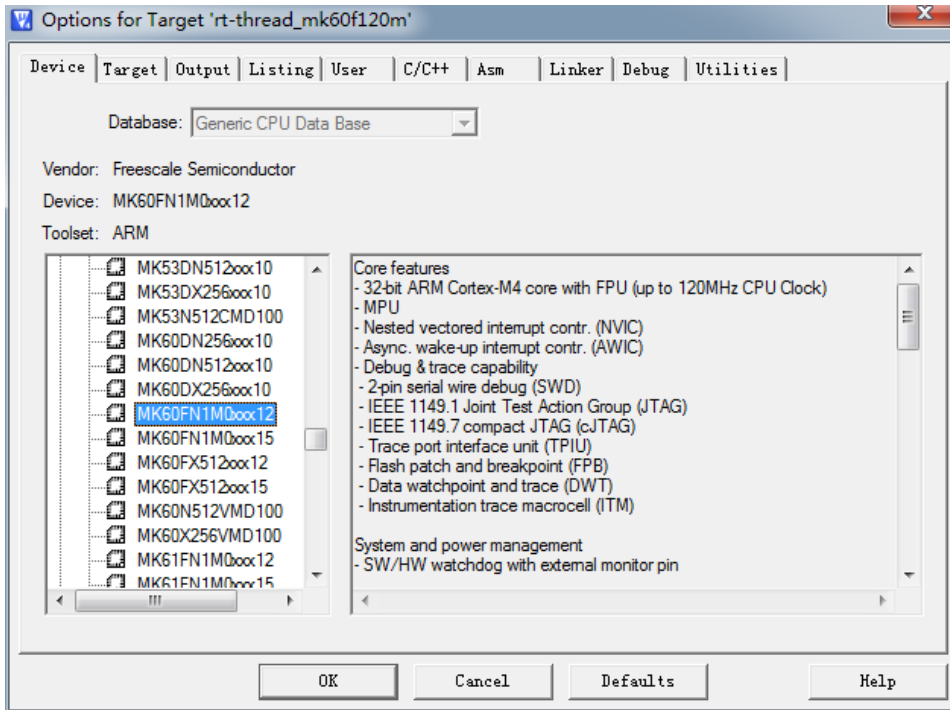 Options for Target 'rt-thread_mk60f120m'
Device Target Output Listing User C/C++ Asm Linker Debug Utilities
Database: Generic CPU Data Base
Vendor: Freescale Semiconductor
Device: MK60FN1M0xxx12
Toolset: ARM
MK53DN512xxx10
MK53DX256xxx10
MK53N512CMD100
MK60DN256xxx10
MK60DN512xxx10
MK60DX256xxx10
MK60FN1M0xxx12
MK60FN1M0xxx15
MK60FX512xxx12
MK60FX512xxx15
MK60N512VMD100
MK60X256VMD100
MK61FN1M0xxx12
MK61FN1M0xxx15
Core features
- 32-bit ARM Cortex-M4 core with FPU (up to 120MHz CPU Clock)
- MPU
- Nested vectored interrupt contr. (NVIC)
- Async. wake-up interrupt contr. (AWIC)
- Debug & trace capability
- 2-pin serial wire debug (SWD)
- IEEE 1149.1 Joint Test Action Group (JTAG)
- IEEE 1149.7 compact JTAG (cJTAG)
- Trace port interface unit (TPIU)
- Flash patch and breakpoint (FPB)
- Data watchpoint and trace (DWT)
- Instrumentation trace macrocell (ITM)
System and power management
- SW/HW watchdog with external monitor pin
OK Cancel Defaults Help